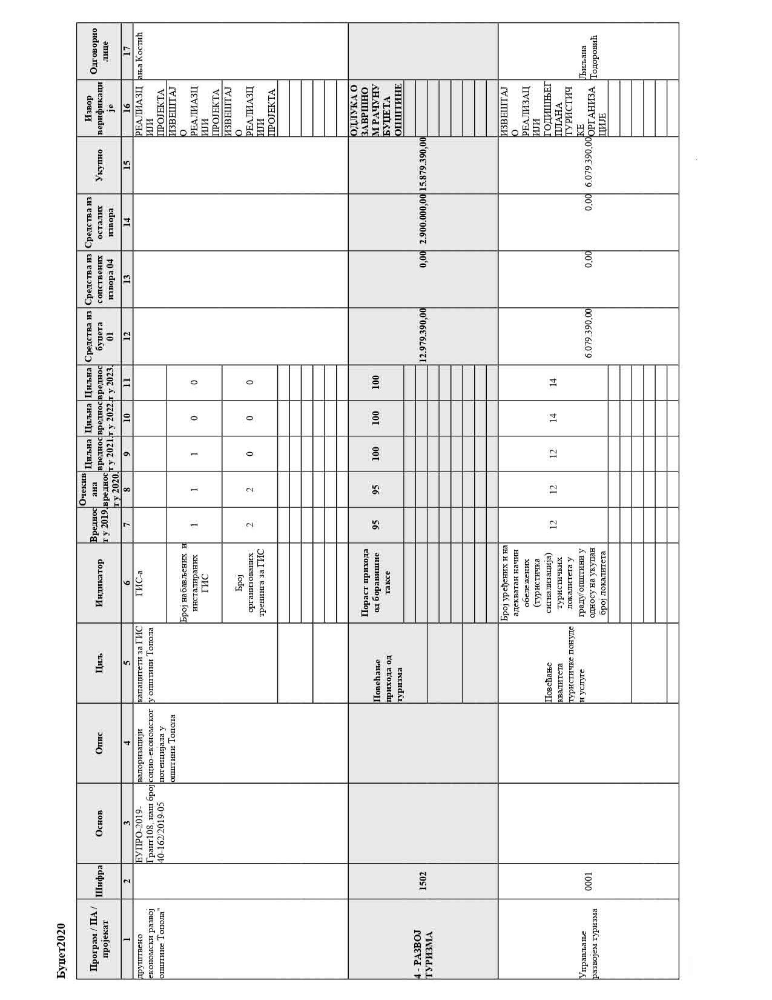 Буџет2020
Програм / ПА /
пројекат
Шифра
Основ
Опис
Циљ
Индикатор
Вреднос
т у 2019.
Очекив
ана
вреднос
т у 2020.
Циљна
вреднос
т у 2021.
Циљна
вреднос
т у 2022.
Циљна
вреднос
т у 2023.
Средства из
буџета
01
Средства из
сопствених
извора 04
Средства из
осталих
извора
Укупно
Извор
верификаци
је
Одговорно
лице
1
2
3
4
5
6
7
8
9
10
11
12
13
14
15
16
17
друштвено
економски развој
општине Топола"
ЕУПРО-2019-
Грант108, наш број
40-162/2019-05
валоризацији
социо-економског
потенцијала у
општини Топола
капацитети за ГИС
у општини Топола
ГИС-а
РЕАЛИАЗЦ
ИЈИ
ПРОЈЕКТА
ања Костић
Број набављених и
инсталираних
ГИС
1
1
1
0
0
ИЗВЕШТАЈ
О
РЕАЛИАЗЦ
ИЈИ
ПРОЈЕКТА
Број
организованих
тренинга за ГИС
2
2
0
0
0
ИЗВЕШТАЈ
О
РЕАЛИАЗЦ
ИЈИ
ПРОЈЕКТА
4 - РАЗВОЈ
ТУРИЗМА
1502
Повећање
прихода од
туризма
Пораст прихода
од боравишне
таксе
95
95
100
100
100
12.979.390,00
0,00
2.900.000,00
15.879.390,00
ОДЛУКА О
ЗАВРШНО
М РАЧУНУ
БУЏЕТА
ОПШТИНЕ
Управљање
развојем туризма
0001
Повећање
квалитета
туристичке понуде
и услуге
Број уређених и на
адекватан начин
обележених
(туристичка
сигнализација)
туристичких
локалитета у
граду/општини у
односу на укупан
број локалитета
12
12
12
14
14
6.079.390,00
0,00
0,00
6.079.390,00
ИЗВЕШТАЈ
О
РЕАЛИЗАЦ
ИЈИ
ГОДИШЊЕГ
ПЛАНА
ТУРИСТИЧ
КЕ
ОРГАНИЗА
ЦИЈЕ
Љиљана
Тодоровић